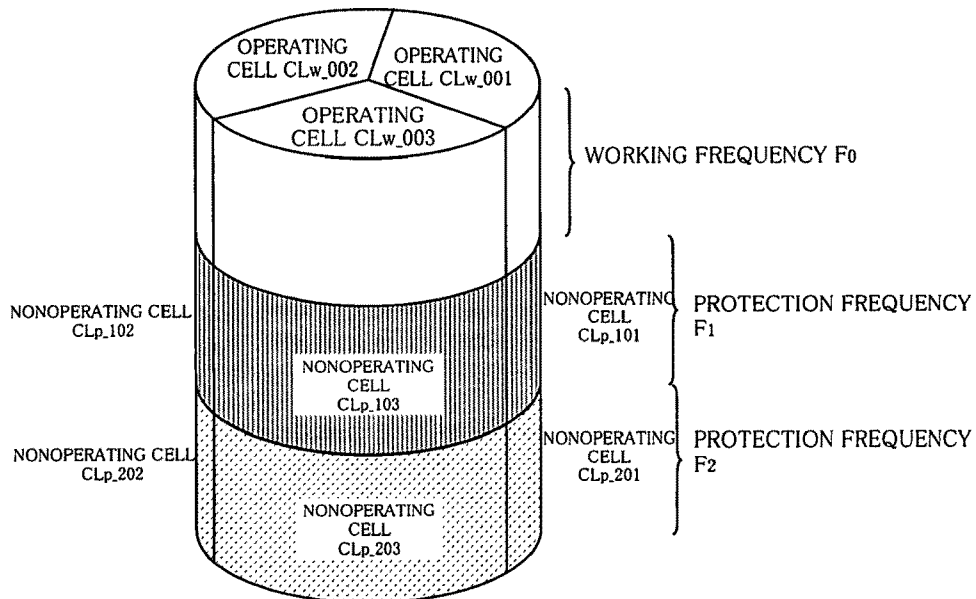 OPERATING
CELL CLw_002
OPERATING
CELL CLw_001
OPERATING
CELL CLw_003
WORKING FREQUENCY F0
NONOPERATING CELL
CLp_102
NONOPERATING
CELL
CLp_101
PROTECTION FREQUENCY
F1
NONOPERATING
CELL
CLp_103
NONOPERATING CELL
CLp_202
NONOPERATING
CELL
CLp_201
PROTECTION FREQUENCY
F2
NONOPERATING
CELL
CLp_203